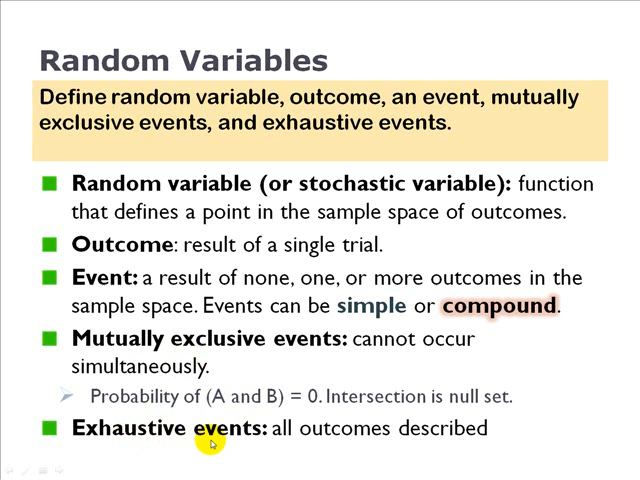 Random Variables
Define random variable, outcome, an event, mutually
exclusive events, and exhaustive events.
Random variable (or stochastic variable): function
that defines a point in the sample space of outcomes.
Outcome: result of a single trial.
Event: a result of none, one, or more outcomes in the
sample space. Events can be simple or compound.
Mutually exclusive events: cannot occur
simultaneously.
Probability of (A and B) = 0. Intersection is null set.
Exhaustive events: all outcomes described